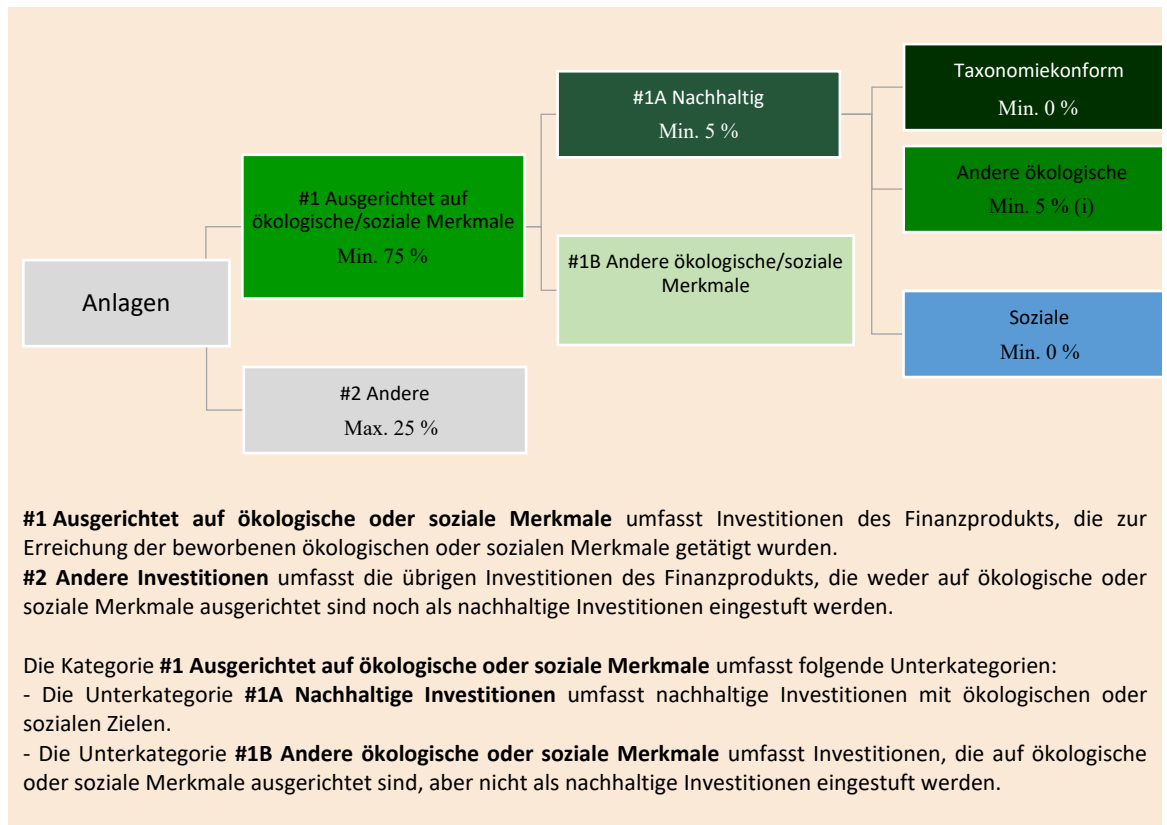 Anlagen
#1 Ausgerichtet auf
ökologische/soziale Merkmale
Min. 75 %
#2 Andere
Max. 25 %
#1A Nachhaltig
Min. 5 %
#1B Andere ökologische/soziale
Merkmale
Taxonomiekonform
Min. 0 %
Andere ökologische
Min. 5 % (i)
Soziale
Min. 0 %
#1 Ausgerichtet auf ökologische oder soziale Merkmale umfasst Investitionen des Finanzprodukts, die zur
Erreichung der beworbenen ökologischen oder sozialen Merkmale getätigt wurden.
#2 Andere Investitionen umfasst die übrigen Investitionen des Finanzprodukts, die weder auf ökologische oder
soziale Merkmale ausgerichtet sind noch als nachhaltige Investitionen eingestuft werden.
Die Kategorie #1 Ausgerichtet auf ökologische oder soziale Merkmale umfasst folgende Unterkategorien:
- Die Unterkategorie #1A Nachhaltige Investitionen umfasst nachhaltige Investitionen mit ökologischen oder
sozialen Zielen.
- Die Unterkategorie #1B Andere ökologische oder soziale Merkmale umfasst Investitionen, die auf ökologische
oder soziale Merkmale ausgerichtet sind, aber nicht als nachhaltige Investitionen eingestuft werden.